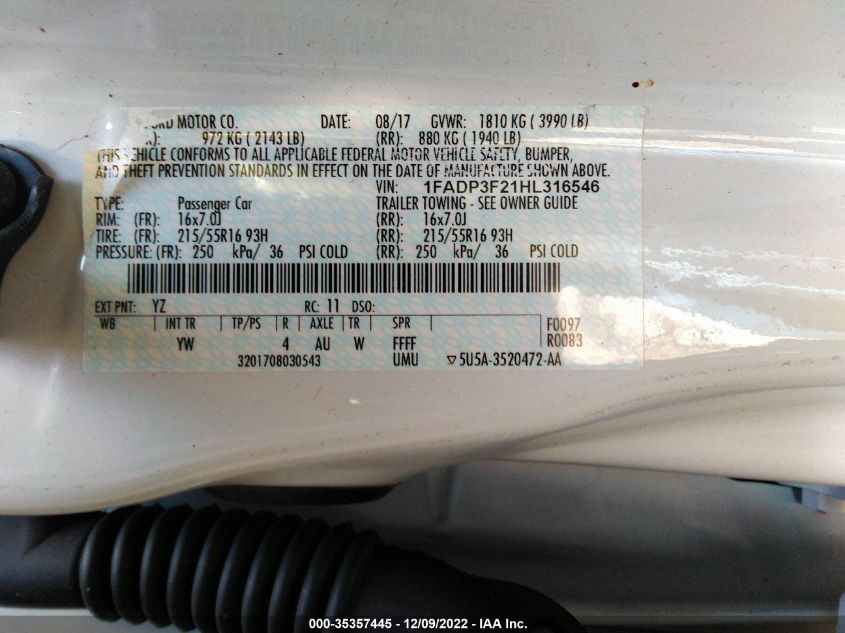 FORD MOTOR CO. DATE: 08/17 GVWR: 1810 KG ( 3990 LB)
972 KG ( 2143 LB) (RR): 880 KG ( 1940 LB)
THIS VEHICLE CONFORMS TO ALL APPLICABLE FEDERAL MOTOR VEHICLE SAFETY, BUMPER,
AND THEFT PREVENTION STANDARDS IN EFFECT ON THE DATE OF MANUFACTURE SHOWN ABOVE.
VIN: 1FADP3F21HL316546
TYPE: Passenger Car TRAILER TOWING - SEE OWNER GUIDE
RIM: (FR): 16x7.0J (RR): 16x7.0J
TIRE: (FR): 215/55R16 93H (RR): 215/55R16 93H
PRESSURE: (FR): 250 kPa/ 36 PSI COLD (RR): 250 kPa/ 36 PSI COLD
EXT PNT: YZ RC: 11 DSO:
WB INT TR TP/PS R AXLE TR SPR F0097
YW 4 AU W FFFF R0083
3201708030543 UMU ▽5U5A-3520472-AA
000-35357445 - 12/09/2022 - IAA Inc.